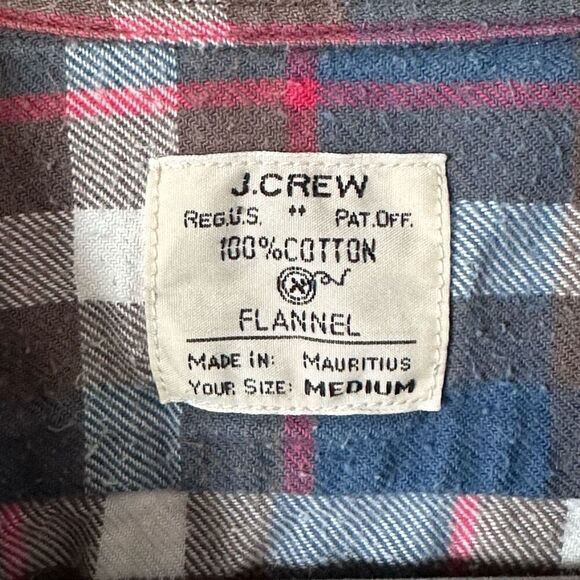 J.CREW
REG.U.S. " PAT.OFF.
100%COTTON
FLANNEL
MADE IN: MAURITIUS
YOUR SIZE: MEDIUM